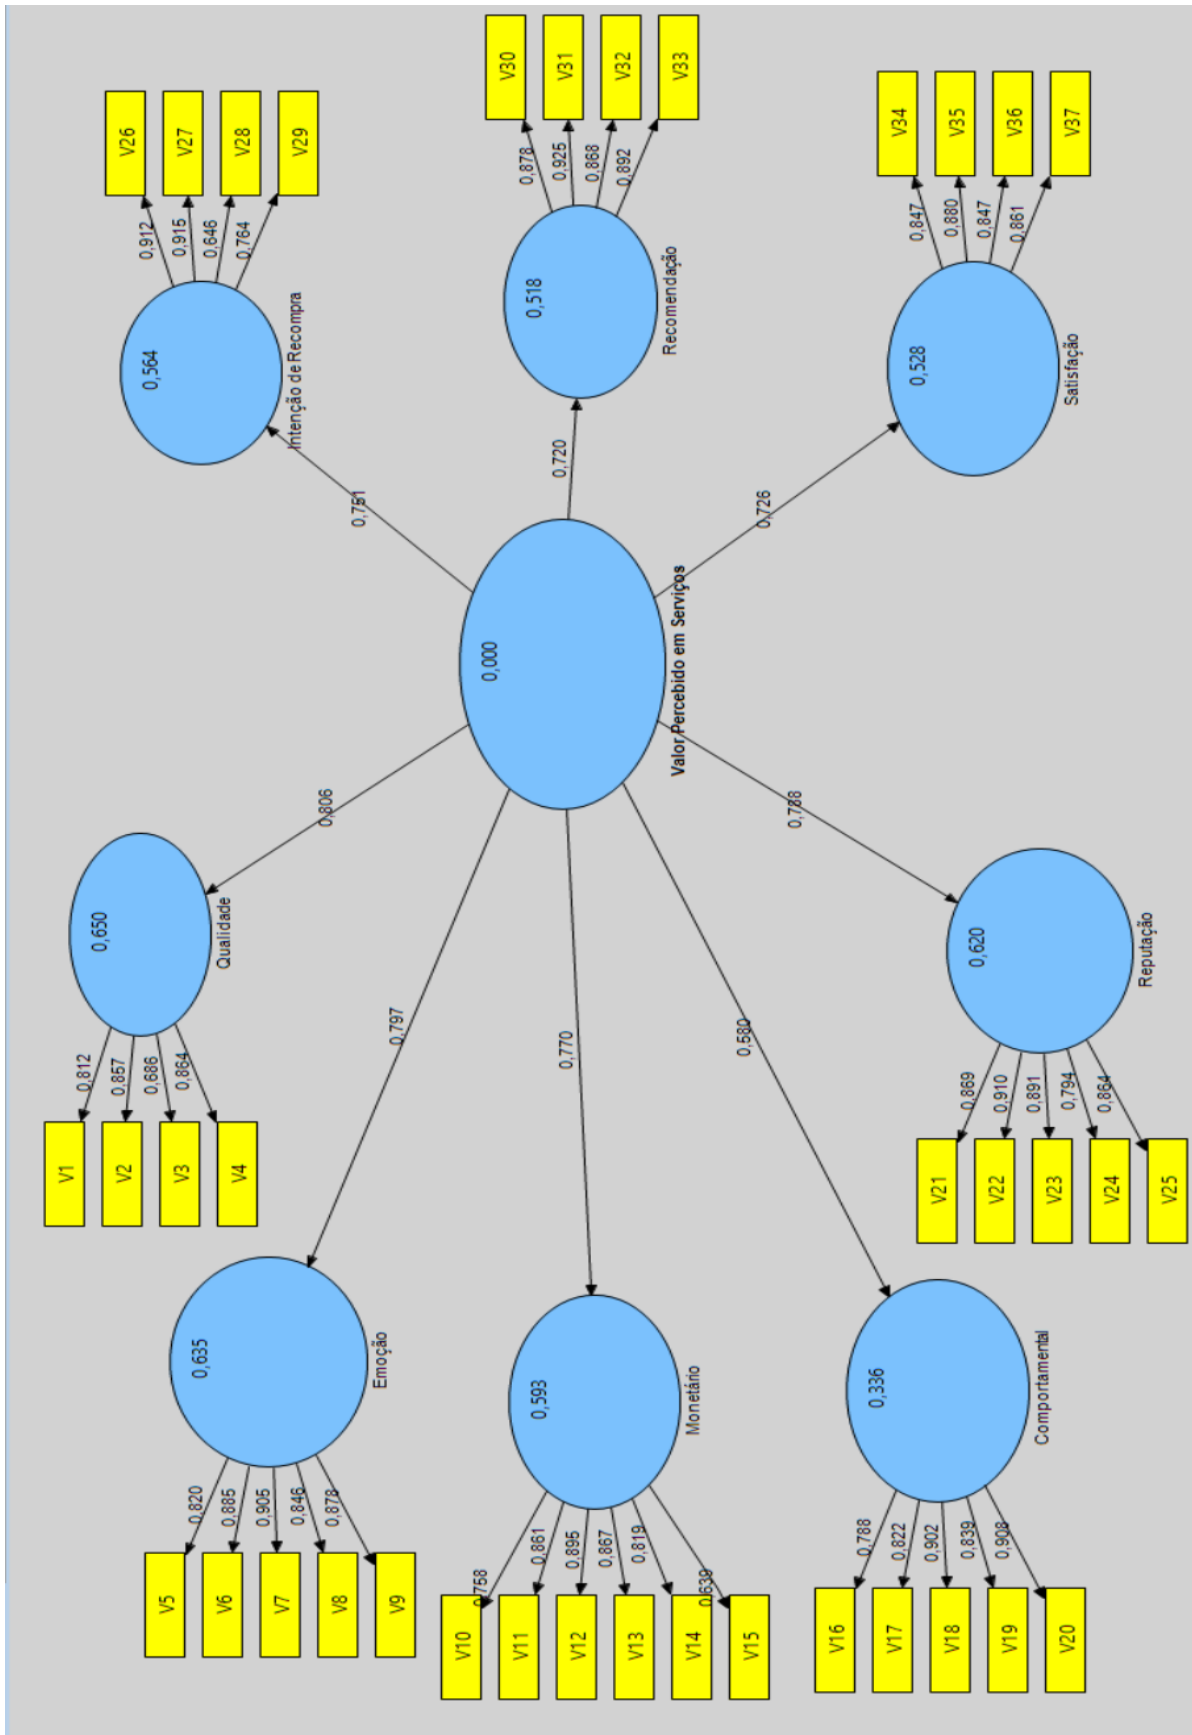 V1
V2
V3
V4
0,812
0,857
0,686
0,864
0,650
Qualidade
V5
V6
V7
V8
V9
0,820
0,885
0,905
0,846
0,878
0,635
Emoção
V10
V11
V12
V13
V14
V15
0,758
0,861
0,895
0,867
0,819
0,639
0,593
Monetário
V16
V17
V18
V19
V20
0,788
0,822
0,902
0,839
0,908
0,336
Comportamental
V21
V22
V23
V24
V25
0,869
0,910
0,891
0,794
0,864
0,620
Reputação
0,806
0,797
0,770
0,580
0,788
0,000
Valor Percebido em Serviços
0,751
0,720
0,726
0,564
Intenção de Recompra
0,912
0,915
0,646
0,764
V26
V27
V28
V29
0,518
Recomendação
0,878
0,925
0,868
0,892
V30
V31
V32
V33
0,528
Satisfação
0,847
0,880
0,847
0,861
V34
V35
V36
V37